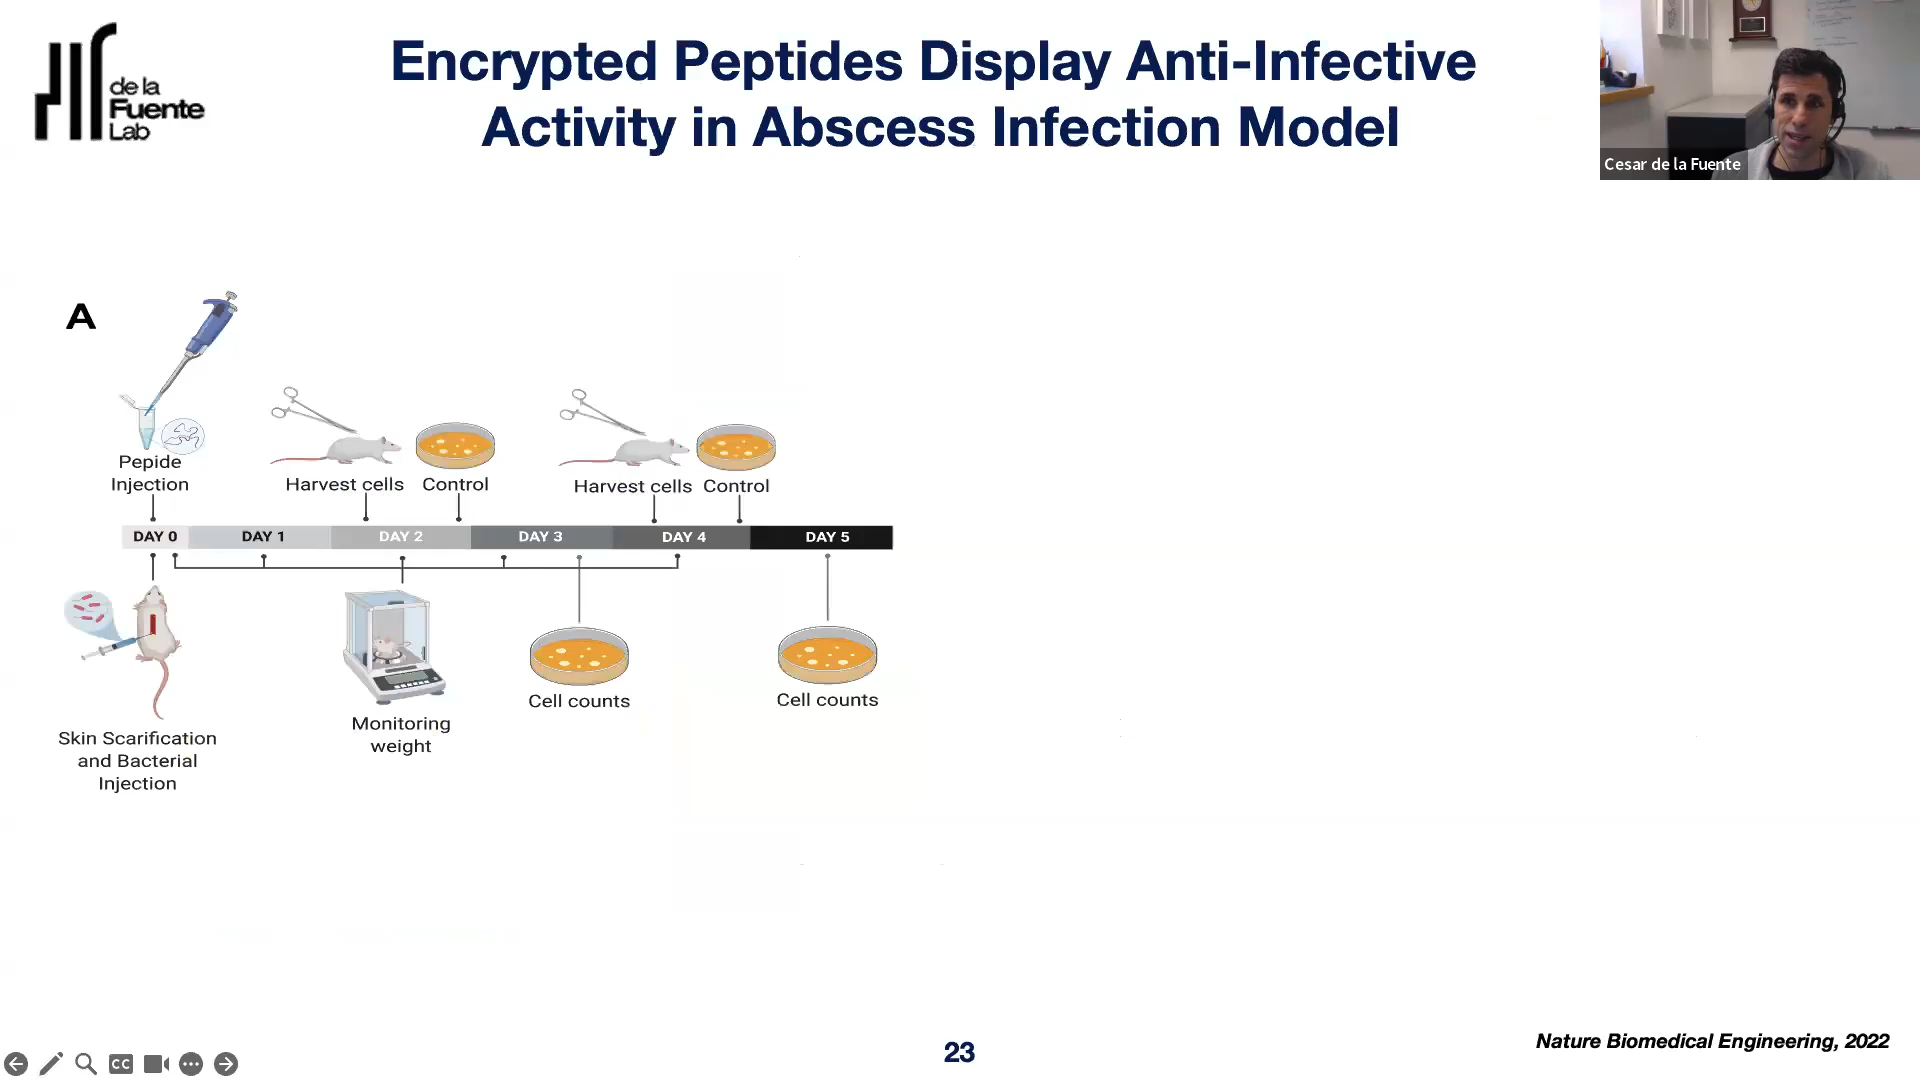 de la
Fuente
Lab
Encrypted Peptides Display Anti-Infective
Activity in Abscess Infection Model
Cesar de la Fuente
A
Pepide
Injection
Harvest cells
Control
Harvest cells
Control
DAY 0
DAY 1
DAY 2
DAY 3
DAY 4
DAY 5
Skin Scarification
and Bacterial
Injection
Monitoring
weight
Cell counts
Cell counts
CC
23
Nature Biomedical Engineering, 2022